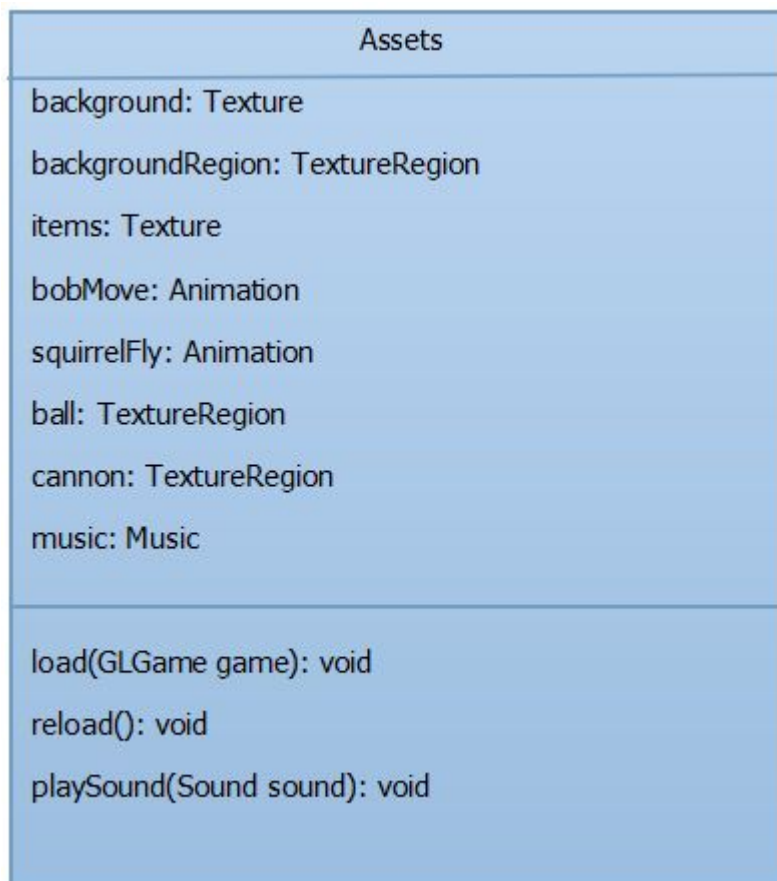 Assets
background: Texture
backgroundRegion: TextureRegion
items: Texture
bobMove: Animation
squirrelFly: Animation
ball: TextureRegion
cannon: TextureRegion
music: Music
load(GLGame game): void
reload(): void
playSound(Sound sound): void